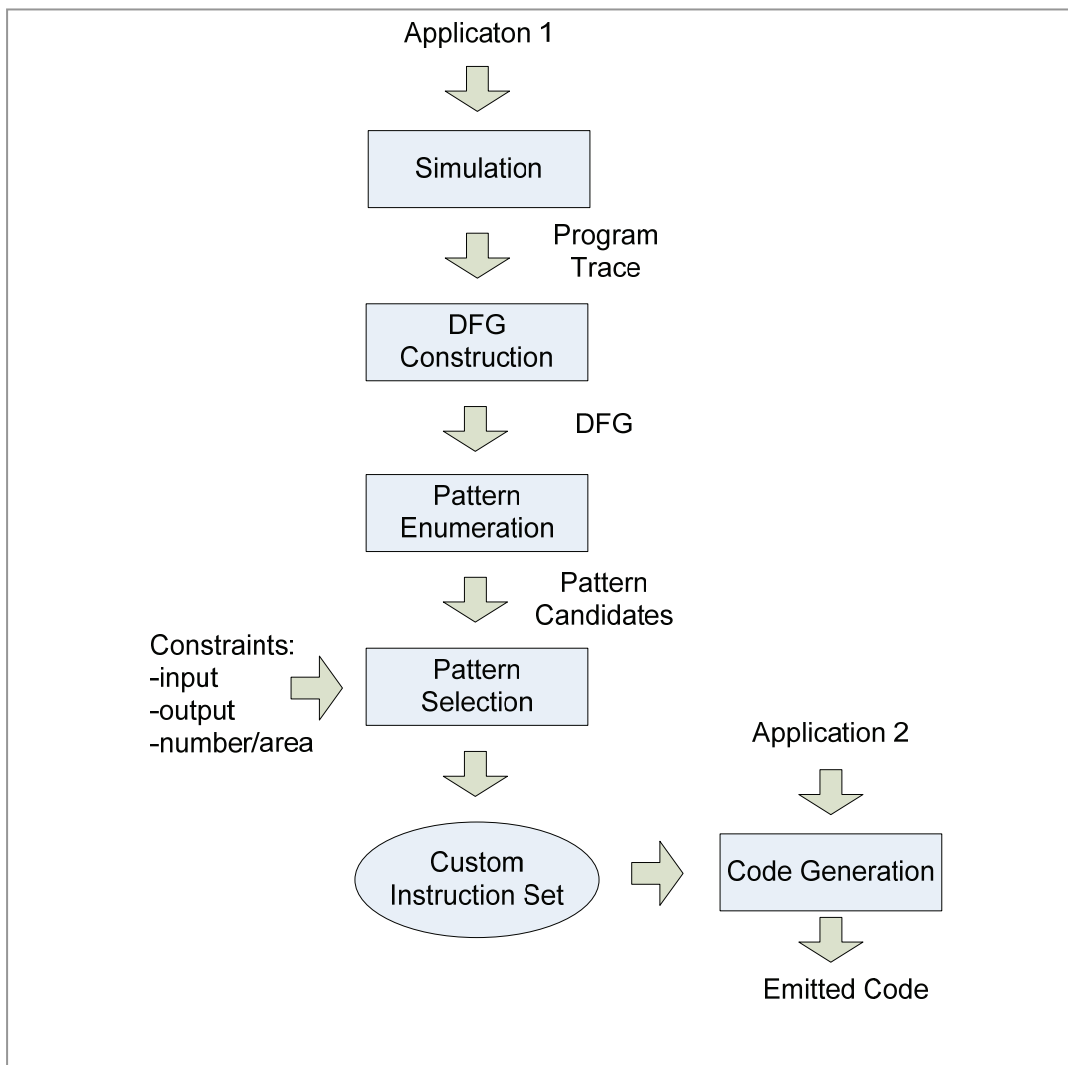 Applicaton 1
Simulation
Program
Trace
DFG
Construction
DFG
Pattern
Enumeration
Pattern
Candidates
Constraints:
-input
-output
-number/area
Pattern
Selection
Application 2
Custom
Instruction Set
Code Generation
Emitted Code